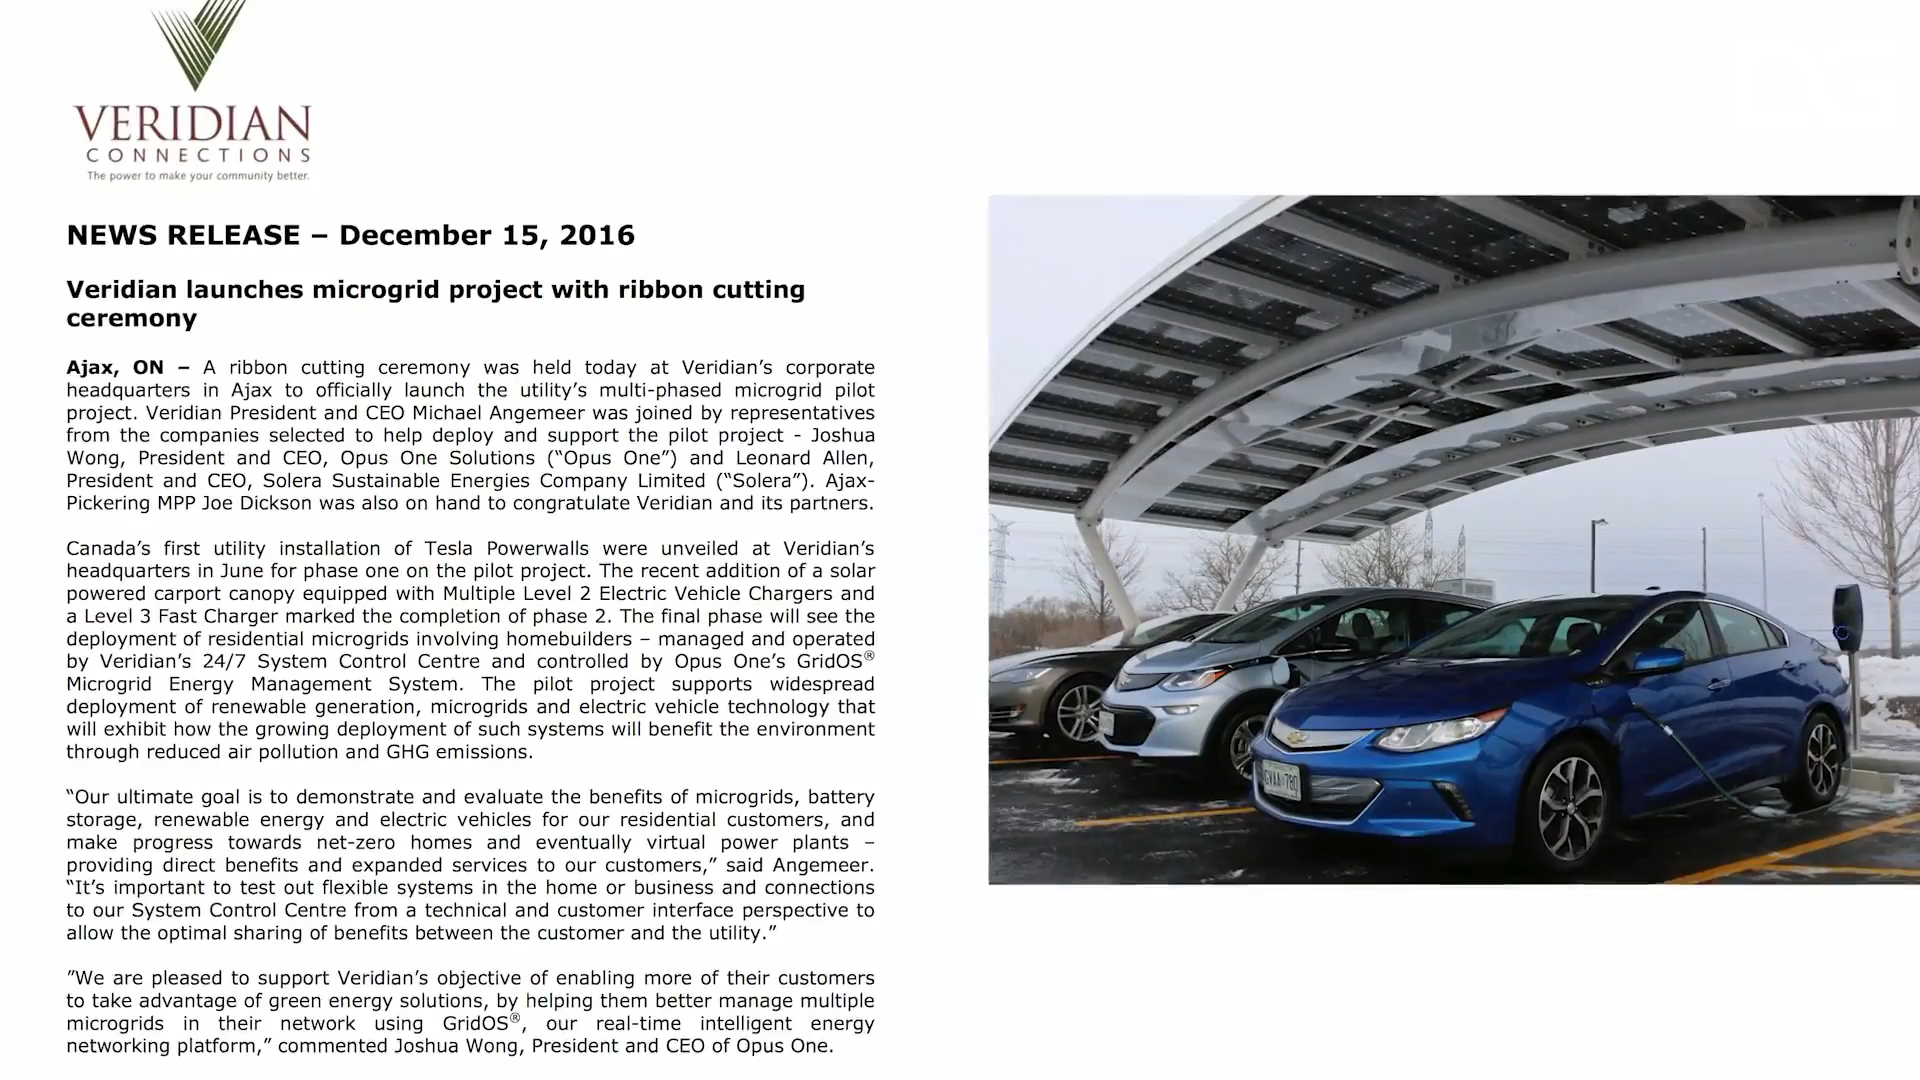 VERIDIAN
CONNECTIONS
The power to make your community better.
NEWS RELEASE – December 15, 2016
Veridian launches microgrid project with ribbon cutting
ceremony
Ajax, ON – A ribbon cutting ceremony was held today at Veridian’s corporate
headquarters in Ajax to officially launch the utility’s multi-phased microgrid pilot
project. Veridian President and CEO Michael Angemeer was joined by representatives
from the companies selected to help deploy and support the pilot project - Joshua
Wong, President and CEO, Opus One Solutions (“Opus One”) and Leonard Allen,
President and CEO, Solera Sustainable Energies Company Limited (“Solera”). Ajax-
Pickering MPP Joe Dickson was also on hand to congratulate Veridian and its partners.
Canada’s first utility installation of Tesla Powerwalls were unveiled at Veridian’s
headquarters in June for phase one on the pilot project. The recent addition of a solar
powered carport canopy equipped with Multiple Level 2 Electric Vehicle Chargers and
a Level 3 Fast Charger marked the completion of phase 2. The final phase will see the
deployment of residential microgrids involving homebuilders – managed and operated
by Veridian’s 24/7 System Control Centre and controlled by Opus One’s GridOS®
Microgrid Energy Management System. The pilot project supports widespread
deployment of renewable generation, microgrids and electric vehicle technology that
will exhibit how the growing deployment of such systems will benefit the environment
through reduced air pollution and GHG emissions.
“Our ultimate goal is to demonstrate and evaluate the benefits of microgrids, battery
storage, renewable energy and electric vehicles for our residential customers, and
make progress towards net-zero homes and eventually virtual power plants –
providing direct benefits and expanded services to our customers,” said Angemeer.
“It’s important to test out flexible systems in the home or business and connections
to our System Control Centre from a technical and customer interface perspective to
allow the optimal sharing of benefits between the customer and the utility.”
”We are pleased to support Veridian’s objective of enabling more of their customers
to take advantage of green energy solutions, by helping them better manage multiple
microgrids in their network using GridOS®, our real-time intelligent energy
networking platform,” commented Joshua Wong, President and CEO of Opus One.